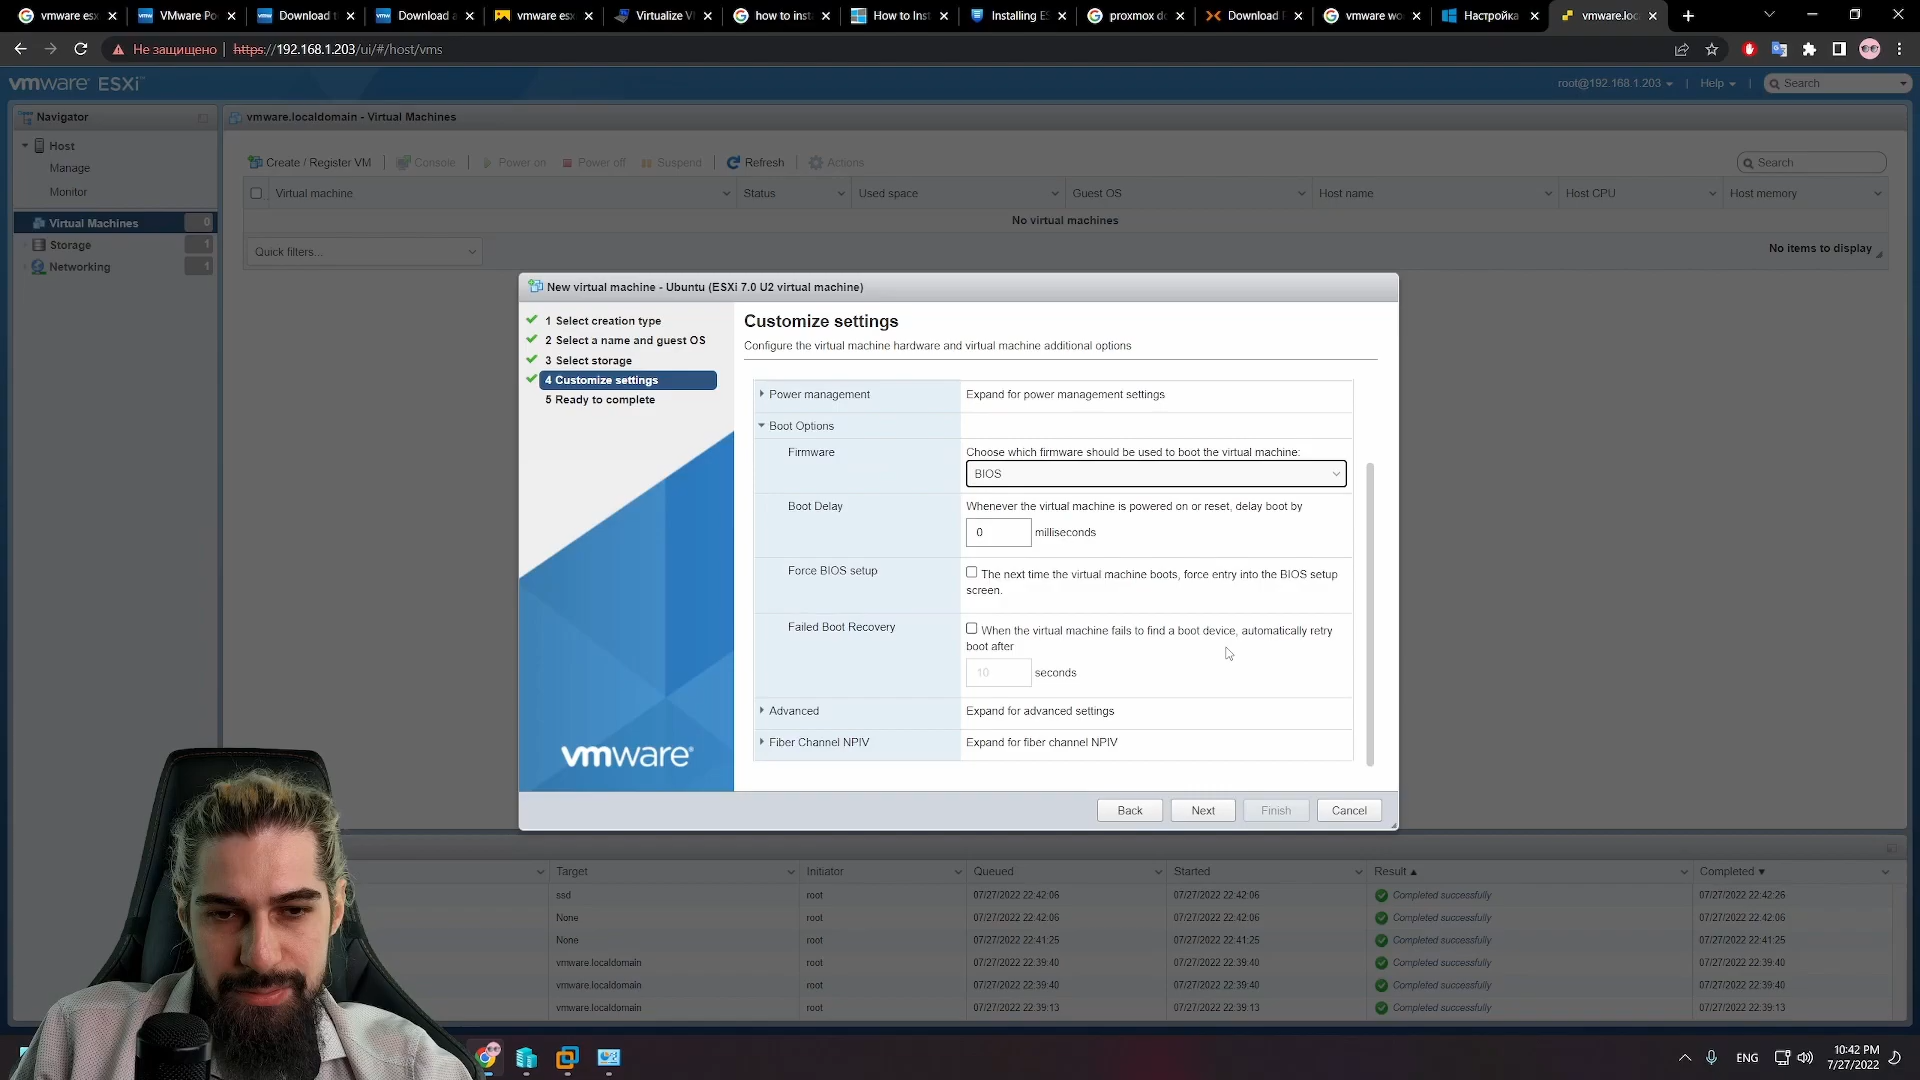 vmware esx
VMware Po
Download th
Download a
vmware esx
Virtualize V
how to inst
How to Inst
Installing ES
proxmox do
Download P
vmware wo
Настройка
vmware.loca
Не защищено
https://192.168.1.203/ui/#/host/vms
vmware ESXi
root@192.168.1.203
Help
Search
Navigator
vmware.localdomain - Virtual Machines
Host
Manage
Monitor
Virtual Machines 0
Storage 1
Networking 1
Create / Register VM
Console
Power on
Power off
Suspend
Refresh
Actions
Search
Virtual machine
Status
Used space
Guest OS
Host name
Host CPU
Host memory
No virtual machines
Quick filters...
No items to display
New virtual machine - Ubuntu (ESXi 7.0 U2 virtual machine)
1 Select creation type
2 Select a name and guest OS
3 Select storage
4 Customize settings
5 Ready to complete
vmware
Customize settings
Configure the virtual machine hardware and virtual machine additional options
Power management
Expand for power management settings
Boot Options
Firmware
Choose which firmware should be used to boot the virtual machine:
BIOS
Boot Delay
Whenever the virtual machine is powered on or reset, delay boot by
0 milliseconds
Force BIOS setup
The next time the virtual machine boots, force entry into the BIOS setup
screen.
Failed Boot Recovery
When the virtual machine fails to find a boot device, automatically retry
boot after
10 seconds
Advanced
Expand for advanced settings
Fiber Channel NPIV
Expand for fiber channel NPIV
Back
Next
Finish
Cancel
Target
Initiator
Queued
Started
Result
Completed
ssd root 07/27/2022 22:42:06 07/27/2022 22:42:06 Completed successfully 07/27/2022 22:42:26
None root 07/27/2022 22:42:06 07/27/2022 22:42:06 Completed successfully 07/27/2022 22:42:06
None root 07/27/2022 22:41:25 07/27/2022 22:41:25 Completed successfully 07/27/2022 22:41:25
vmware.localdomain root 07/27/2022 22:39:40 07/27/2022 22:39:40 Completed successfully 07/27/2022 22:39:40
vmware.localdomain root 07/27/2022 22:39:40 07/27/2022 22:39:40 Completed successfully 07/27/2022 22:39:40
vmware.localdomain root 07/27/2022 22:39:13 07/27/2022 22:39:13 Completed successfully 07/27/2022 22:39:13
ENG
10:42 PM
7/27/2022